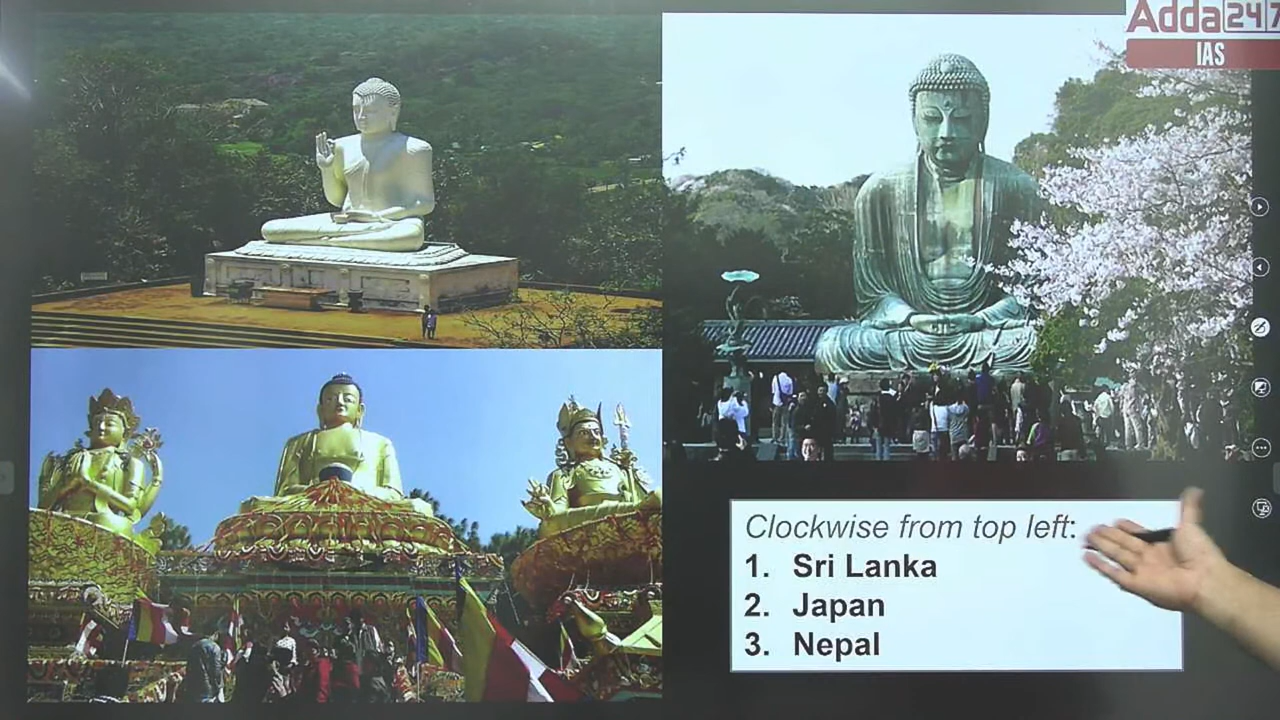 Adda247
IAS
Clockwise from top left:
1. Sri Lanka
2. Japan
3. Nepal